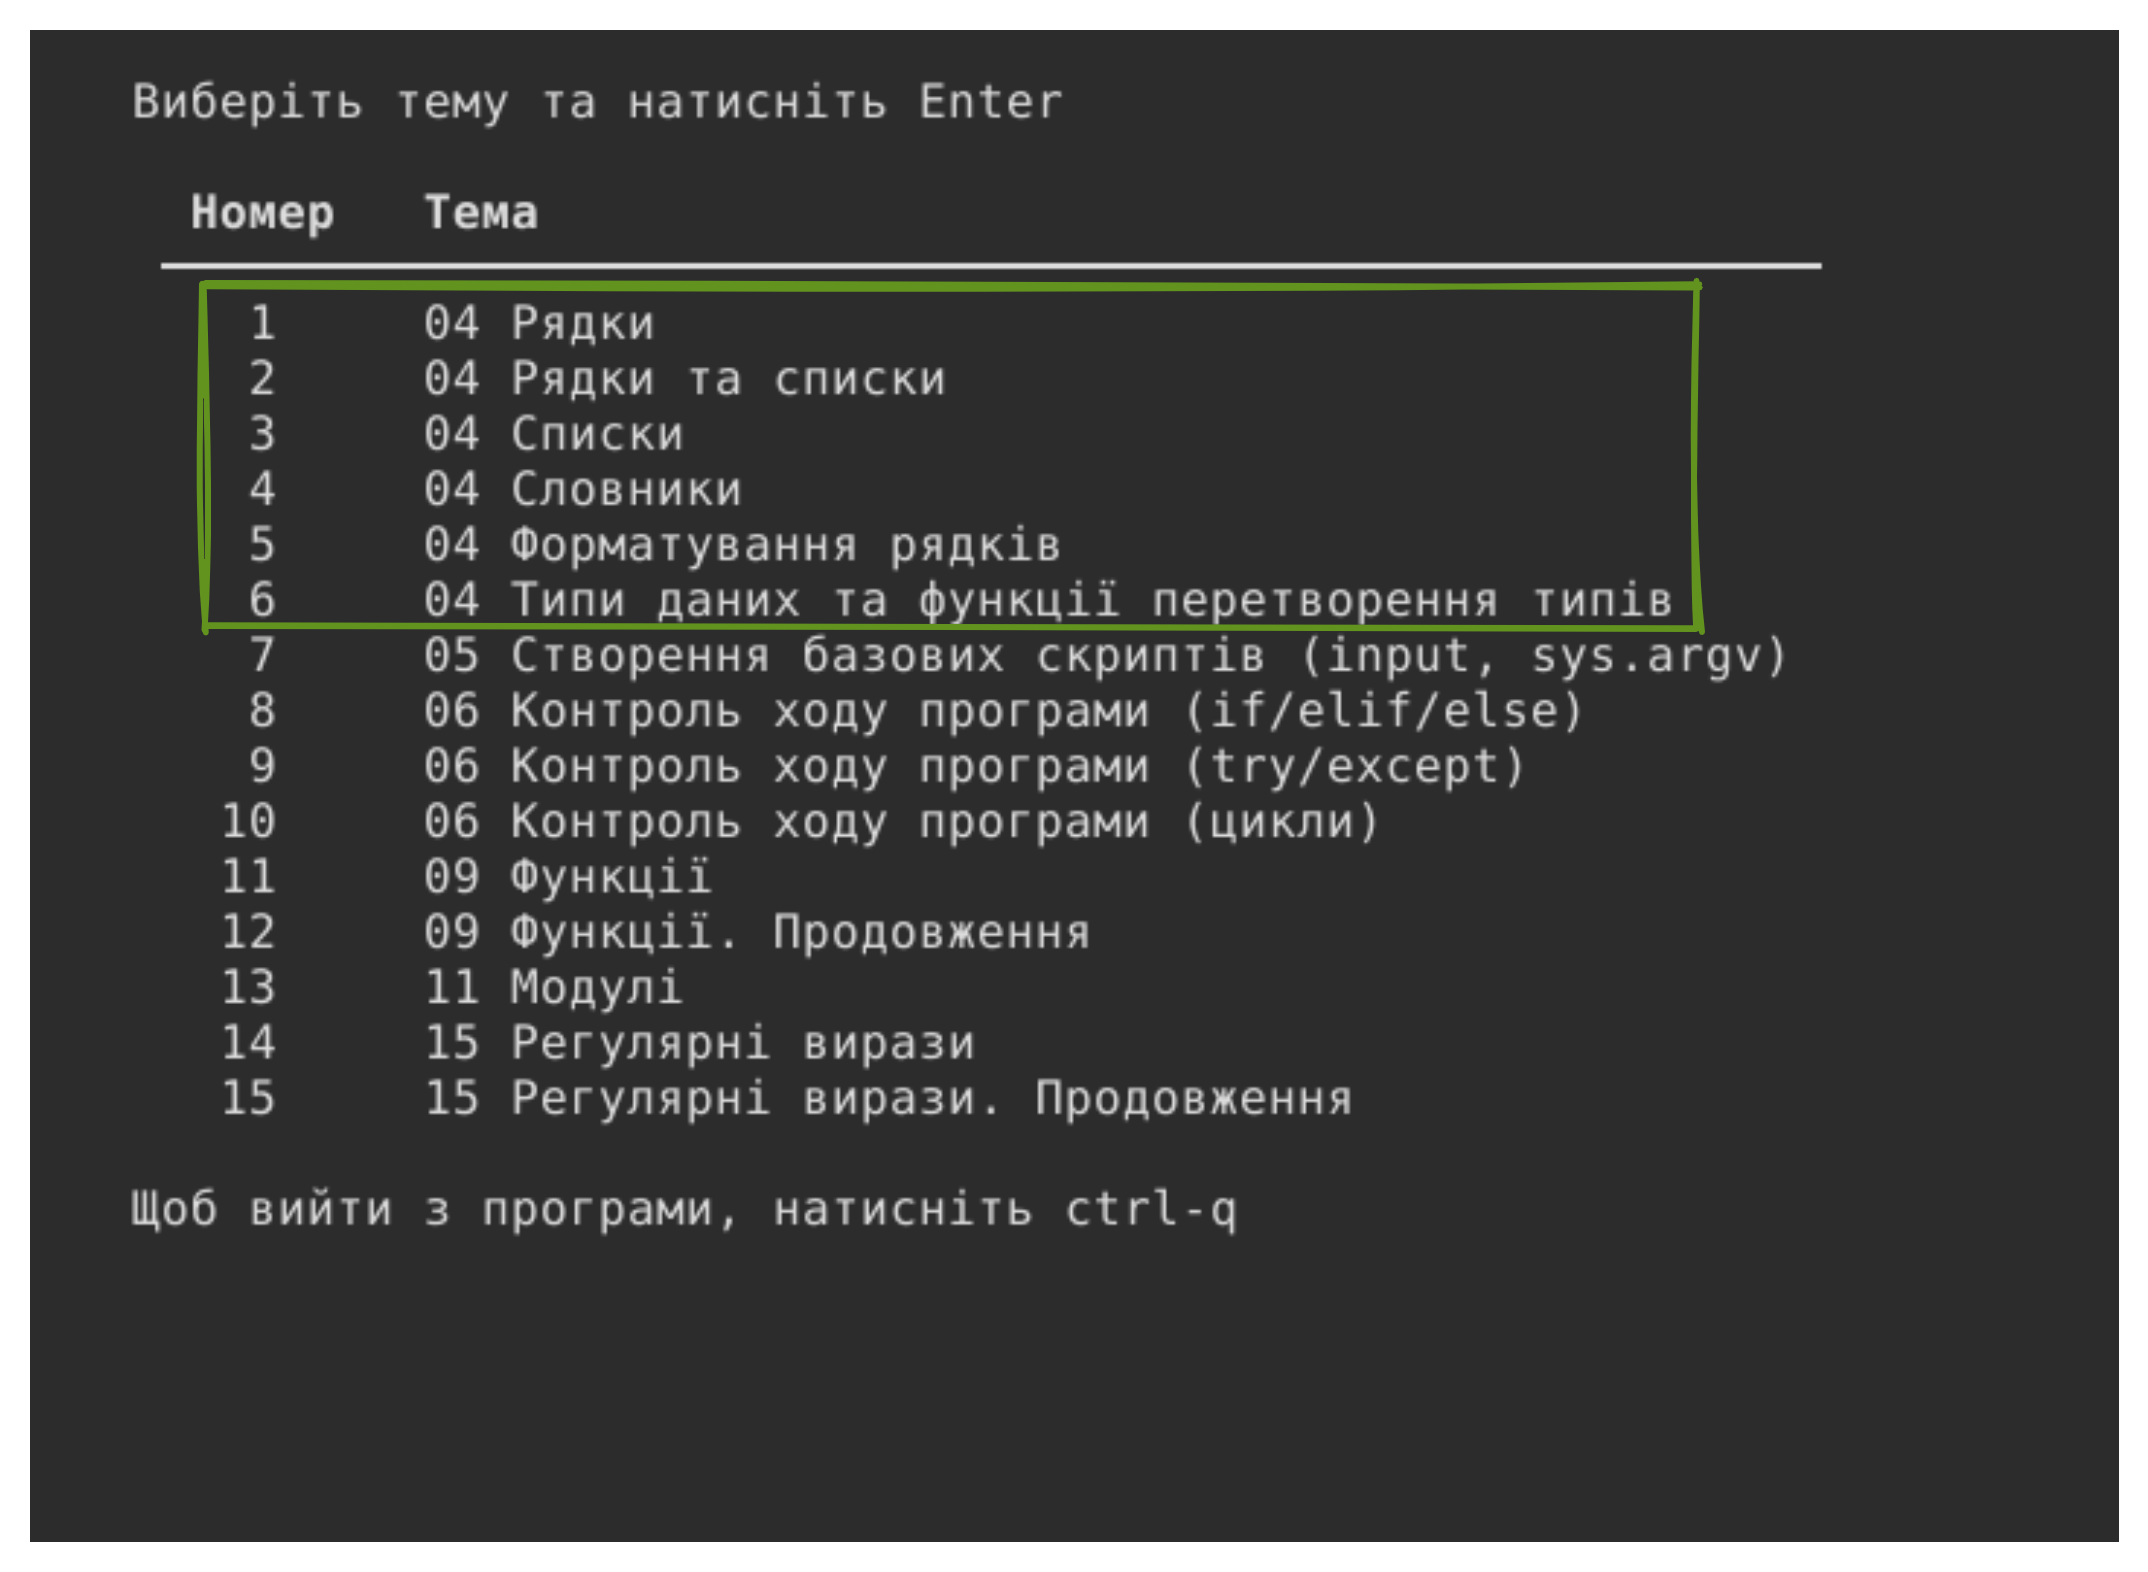 Виберіть тему та натисніть Enter
Номер Тема
1 04 Рядки
2 04 Рядки та списки
3 04 Списки
4 04 Словники
5 04 Форматування рядків
6 04 Типи даних та функції перетворення типів
7 05 Створення базових скриптів (input, sys.argv)
8 06 Контроль ходу програми (if/elif/else)
9 06 Контроль ходу програми (try/except)
10 06 Контроль ходу програми (цикли)
11 09 Функції
12 09 Функції. Продовження
13 11 Модулі
14 15 Регулярні вирази
15 15 Регулярні вирази. Продовження
Щоб вийти з програми, натисніть ctrl-q